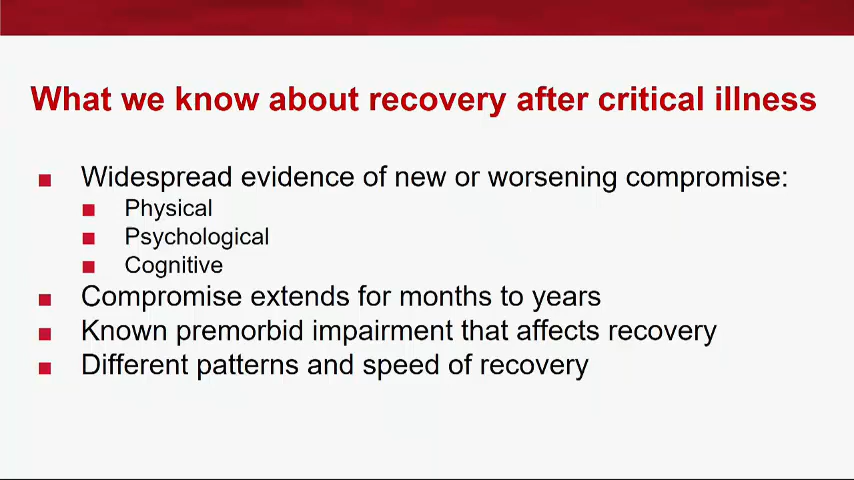 What we know about recovery after critical illness
Widespread evidence of new or worsening compromise:
Physical
Psychological
Cognitive
Compromise extends for months to years
Known premorbid impairment that affects recovery
Different patterns and speed of recovery